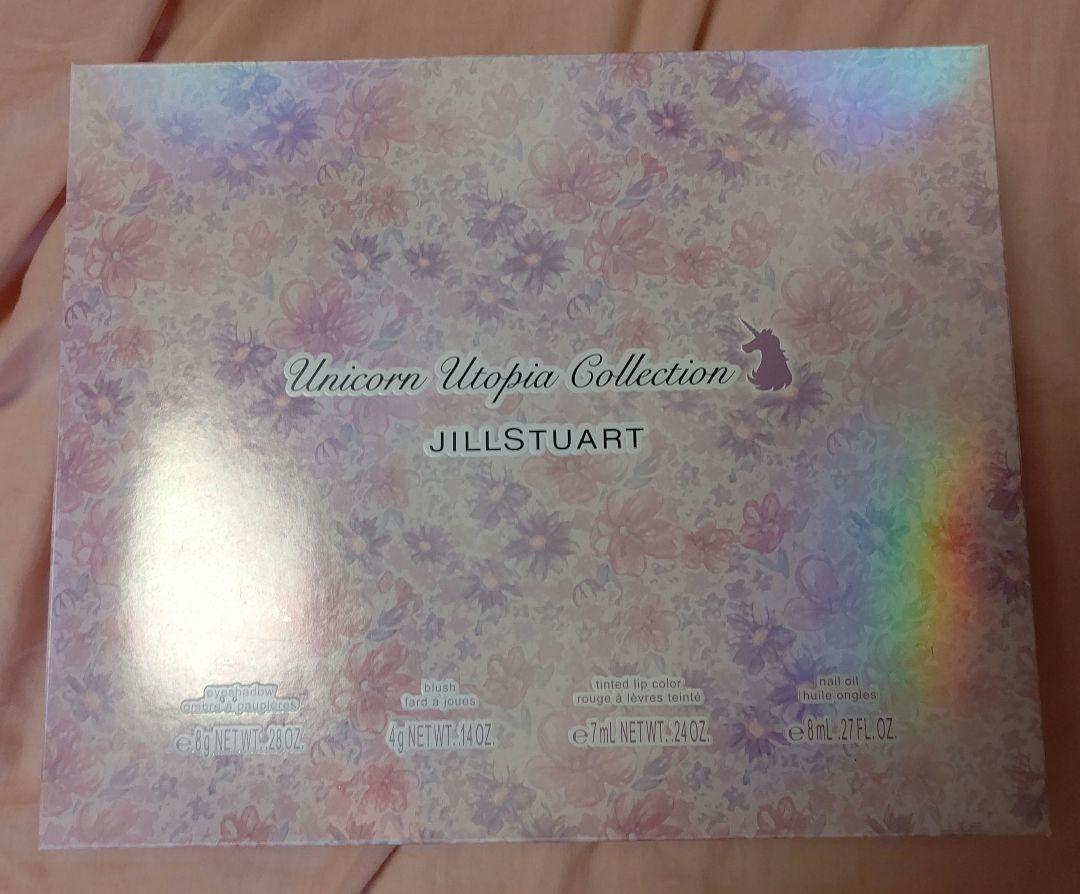 Unicorn Utopia Collection
JILLSTUART
eyeshadow
ombre à paupières
e8g NET WT. .28 OZ.
blush
fard à joues
4g NET WT. .14 OZ.
tinted lip color
rouge à lèvres teinté
e7mL NET WT. .24 OZ.
nail oil
huile ongles
e8mL .27 FL. OZ.